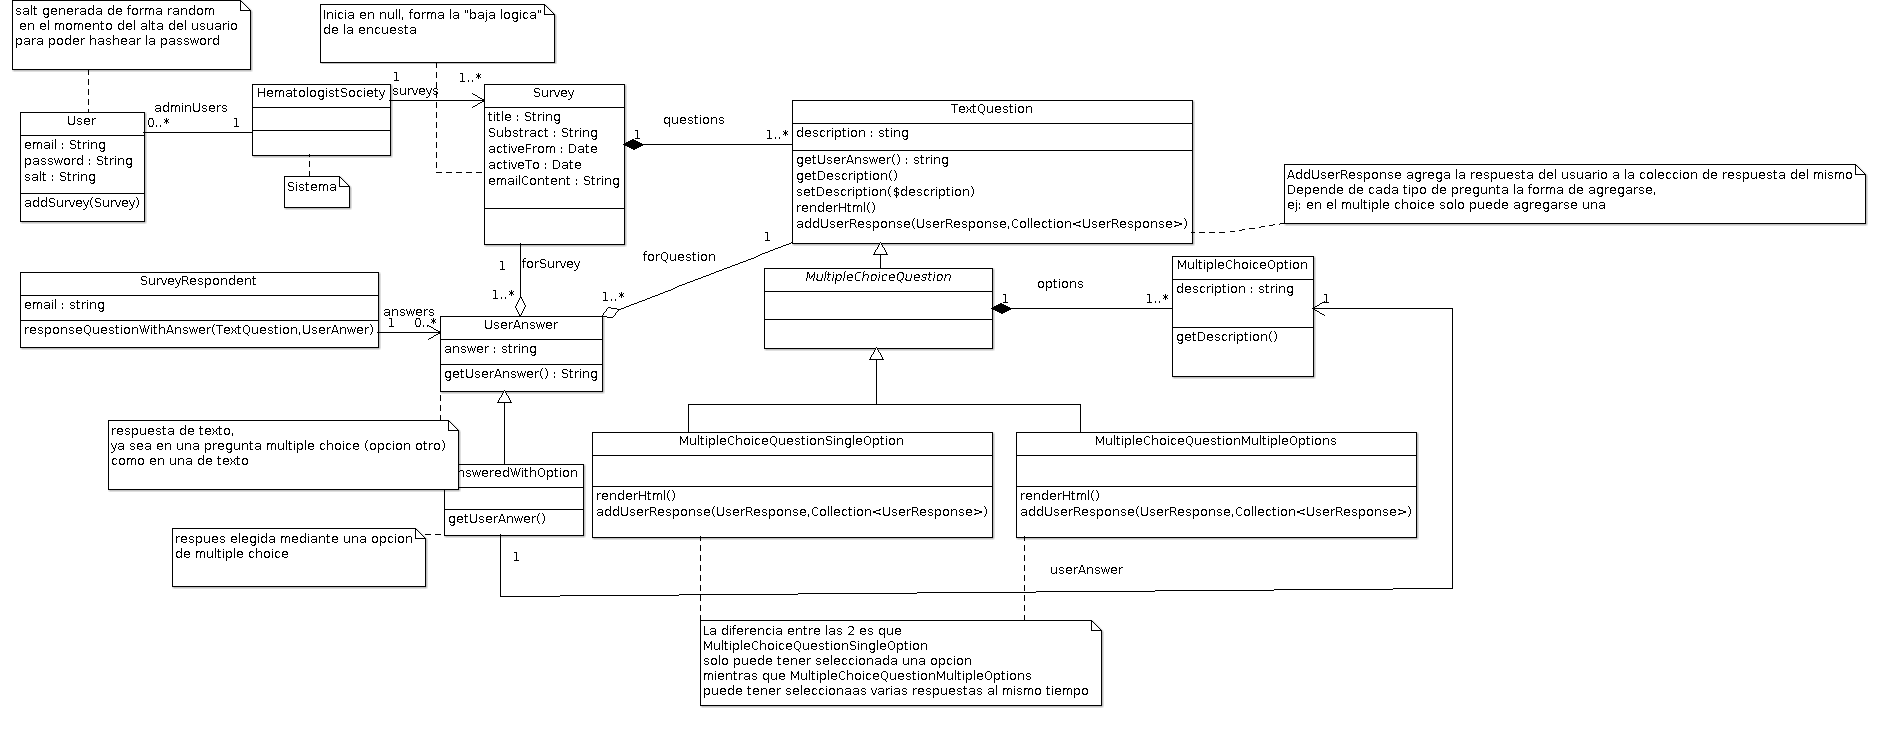 salt generada de forma random
en el momento del alta del usuario
para poder hashear la password
Inicia en null, forma la "baja logica"
de la encuesta
User
email : String
password : String
salt : String
addSurvey(Survey)
adminUsers
0..*
1
HematologistSociety
Sistema
1
surveys
1..*
Survey
title : String
Substract : String
activeFrom : Date
activeTo : Date
emailContent : String
questions
1
1..*
TextQuestion
description : sting
getUserAnswer() : string
getDescription()
setDescription($description)
renderHtml()
addUserResponse(UserResponse,Collection<UserResponse>)
AddUserResponse agrega la respuesta del usuario a la coleccion de respuesta del mismo
Depende de cada tipo de pregunta la forma de agregarse,
ej: en el multiple choice solo puede agregarse una
1
forSurvey
1..*
1
forQuestion
1..*
SurveyRespondent
email : string
responseQuestionWithAnswer(TextQuestion,UserAnwer)
answers
1
0..*
UserAnswer
answer : string
getUserAnswer() : String
MultipleChoiceQuestion
options
1
1..*
MultipleChoiceOption
description : string
getDescription()
1
respuesta de texto,
ya sea en una pregunta multiple choice (opcion otro)
como en una de texto
nsweredWithOption
getUserAnwer()
respues elegida mediante una opcion
de multiple choice
1
MultipleChoiceQuestionSingleOption
renderHtml()
addUserResponse(UserResponse,Collection<UserResponse>)
MultipleChoiceQuestionMultipleOptions
renderHtml()
addUserResponse(UserResponse,Collection<UserResponse>)
userAnswer
La diferencia entre las 2 es que
MultipleChoiceQuestionSingleOption
solo puede tener seleccionada una opcion
mientras que MultipleChoiceQuestionMultipleOptions
puede tener seleccionaas varias respuestas al mismo tiempo